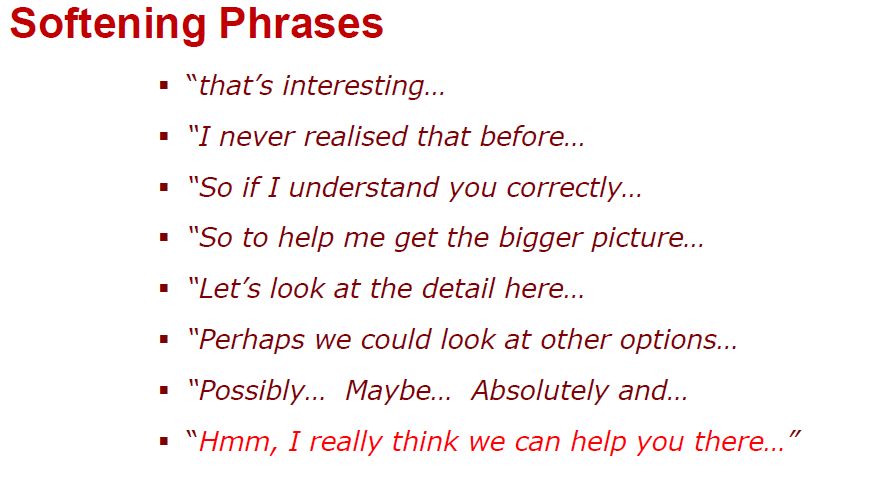 Softening Phrases
▪ “that’s interesting…
▪ “I never realised that before…
▪ “So if I understand you correctly…
▪ “So to help me get the bigger picture…
▪ “Let’s look at the detail here…
▪ “Perhaps we could look at other options…
▪ “Possibly…  Maybe…  Absolutely and…
▪ “Hmm, I really think we can help you there…”